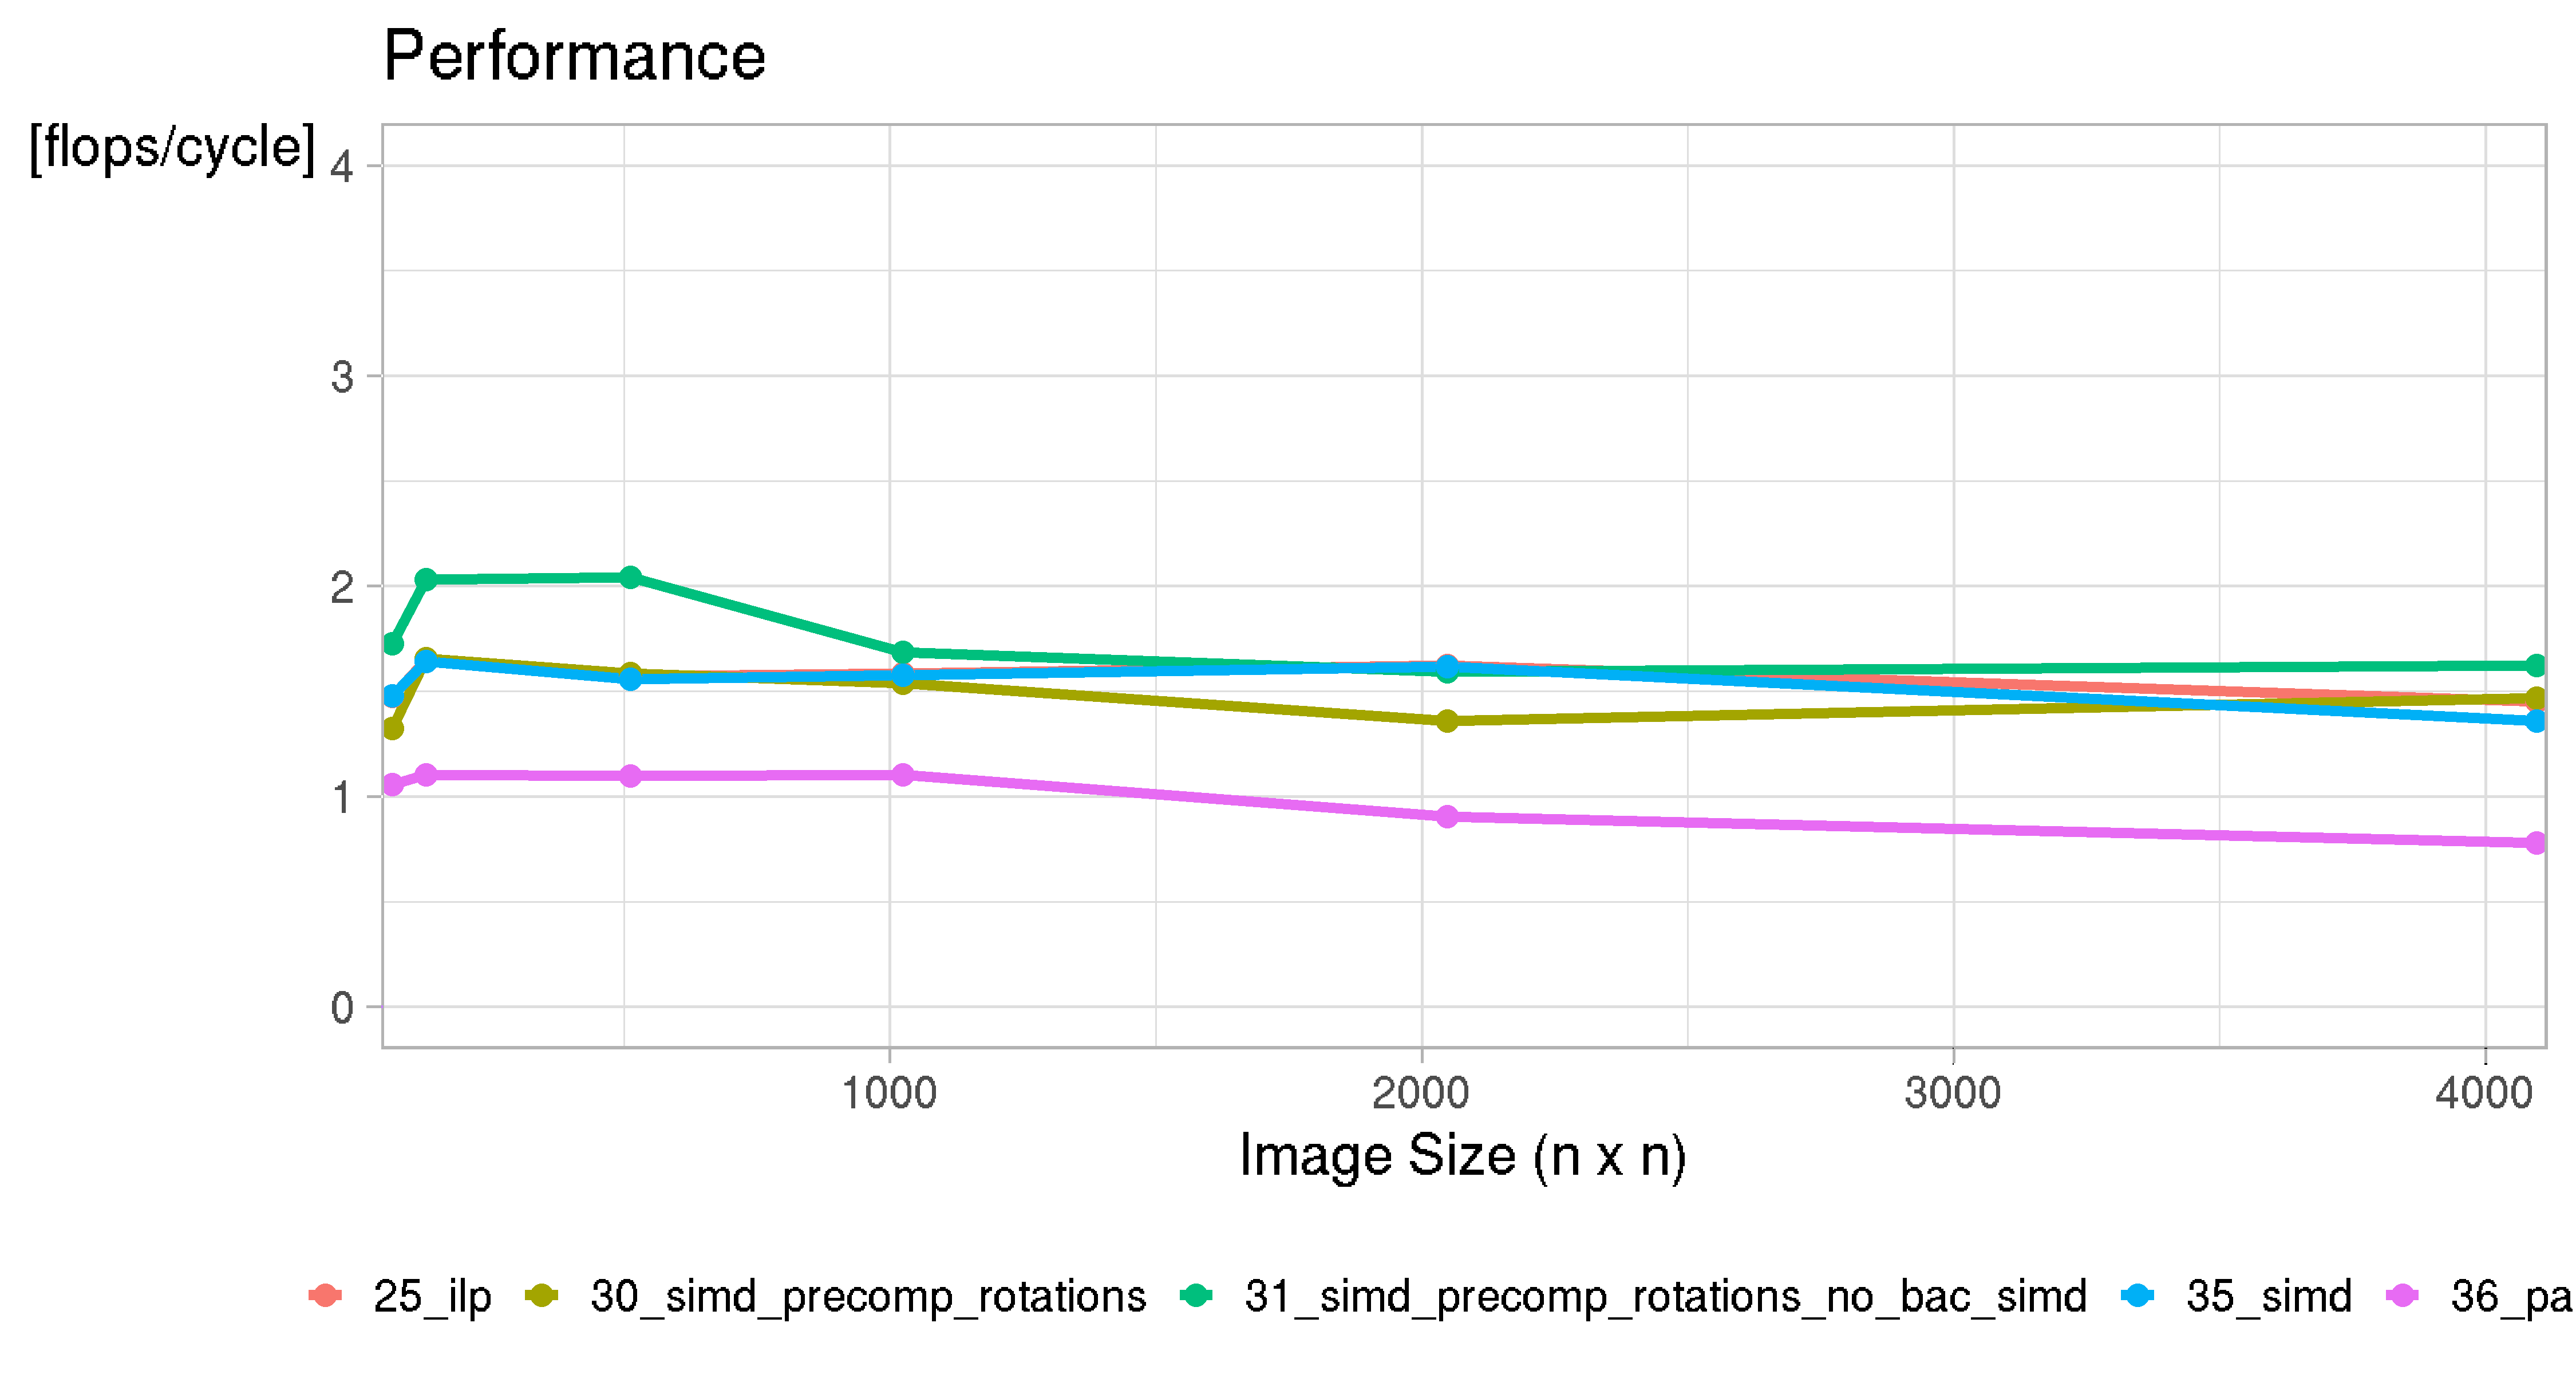 Performance
[flops/cycle]
4
3
2
1
0
1000 2000 3000 4000
Image Size (n x n)
25_ilp 30_simd_precomp_rotations 31_simd_precomp_rotations_no_bac_simd 35_simd 36_pa